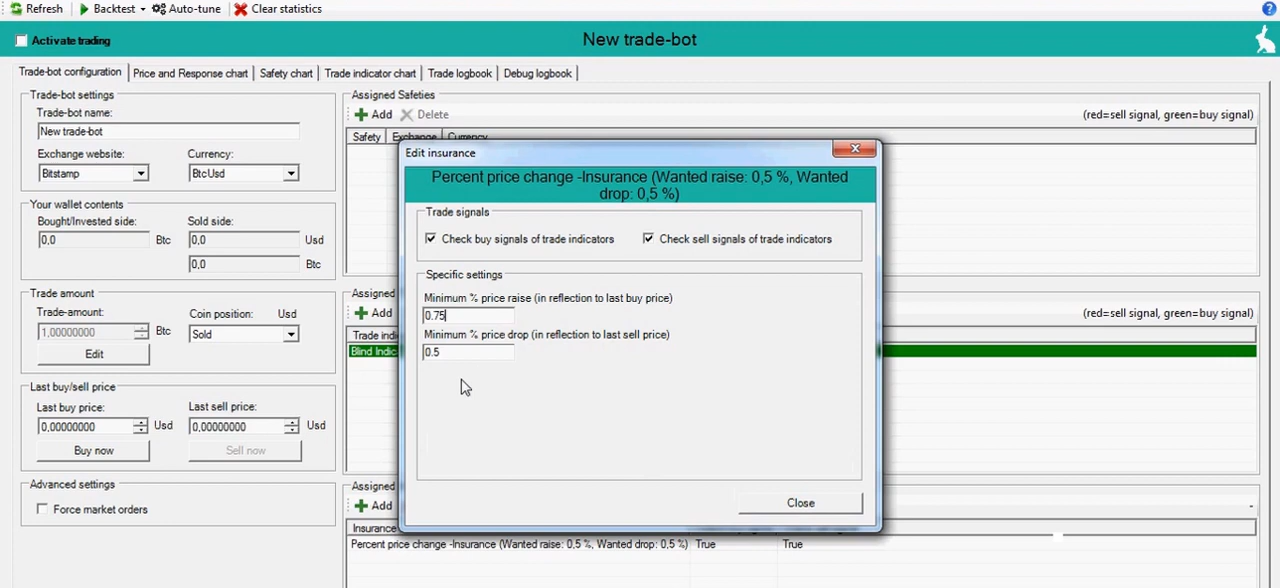 Refresh Backtest Auto-tune Clear statistics ?
Activate trading New trade-bot
Trade-bot configuration Price and Response chart Safety chart Trade indicator chart Trade logbook Debug logbook
Trade-bot settings
Trade-bot name:
New trade-bot
Exchange website: Currency:
Bitstamp BtcUsd
Your wallet contents
Bought/Invested side: Sold side:
0,0 Btc 0,0 Usd
0,0 Btc
Trade amount
Trade-amount: Coin position: Usd
1,00000000 Btc Sold
Edit
Last buy/sell price
Last buy price: Last sell price:
0,00000000 Usd 0,00000000 Usd
Buy now Sell now
Advanced settings
Force market orders
Assigned Safeties
Add Delete (red=sell signal, green=buy signal)
Safety Exchange Currency
Edit insurance
Percent price change -Insurance (Wanted raise: 0,5 %, Wanted
drop: 0,5 %)
Trade signals
Check buy signals of trade indicators Check sell signals of trade indicators
Specific settings
Minimum % price raise (in reflection to last buy price)
0.75
Minimum % price drop (in reflection to last sell price)
0.5
Close
Assigned
Add (red=sell signal, green=buy signal)
Trade indi
Blind Indic
Assigned
Add
Insurance
Percent price change -Insurance (Wanted raise: 0,5 %, Wanted drop: 0,5 %) True True